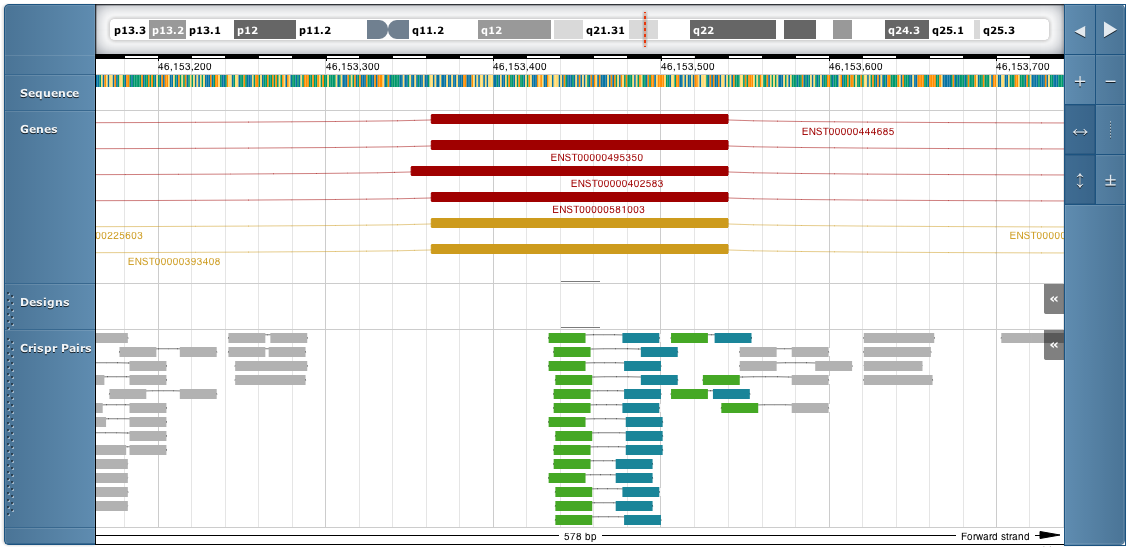 p13.3 p13.2 p13.1 p12 p11.2 q11.2 q12 q21.31 q22 q24.3 q25.1 q25.3
46,153,200 46,153,300 46,153,400 46,153,500 46,153,600 46,153,700
Sequence
Genes
ENST00000444685
ENST00000495350
ENST00000402583
ENST00000581003
00225603 ENST0000
ENST00000393408
Designs
«
Crispr Pairs
«
578 bp
Forward strand